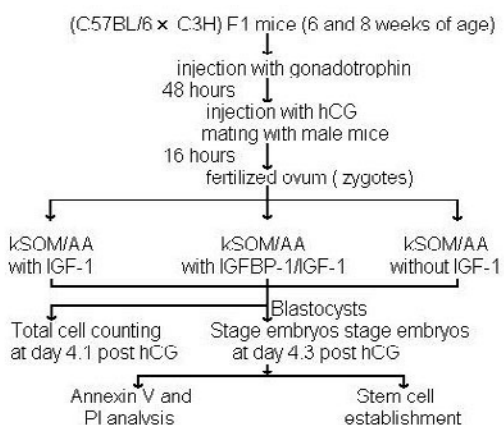 (C57BL/6 × C3H) F1 mice (6 and 8 weeks of age)
injection with gonadotrophin
48 hours
injection with hCG
mating with male mice
16 hours
fertilized ovum ( zygotes)
kSOM/AA
with IGF-1
kSOM/AA
with IGFBP-1/IGF-1
kSOM/AA
without IGF-1
Blastocysts
Total cell counting
at day 4.1 post hCG
Stage embryos stage embryos
at day 4.3 post hCG
Annexin V and
PI analysis
Stem cell
establishment